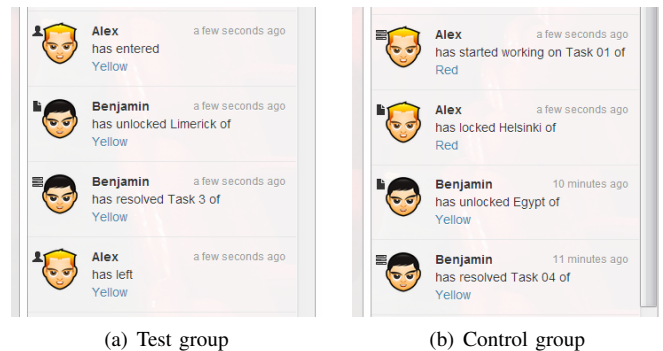 Alex a few seconds ago
has entered
Yellow
Benjamin a few seconds ago
has unlocked Limerick of
Yellow
Benjamin a few seconds ago
has resolved Task 3 of
Yellow
Alex a few seconds ago
has left
Yellow
(a) Test group
Alex a few seconds ago
has started working on Task 01 of
Red
Alex a few seconds ago
has locked Helsinki of
Red
Benjamin 10 minutes ago
has unlocked Egypt of
Yellow
Benjamin 11 minutes ago
has resolved Task 04 of
Yellow
(b) Control group